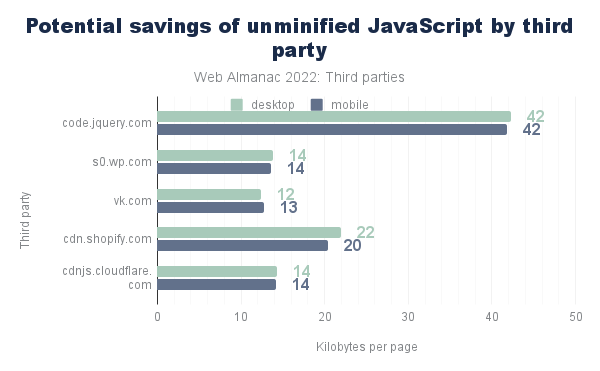 Potential savings of unminified JavaScript by third
party
Web Almanac 2022: Third parties
desktop
mobile
Third party
code.jquery.com
42
42
s0.wp.com
14
14
vk.com
12
13
cdn.shopify.com
22
20
cdnjs.cloudflare.
com
14
14
0
10
20
30
40
50
Kilobytes per page